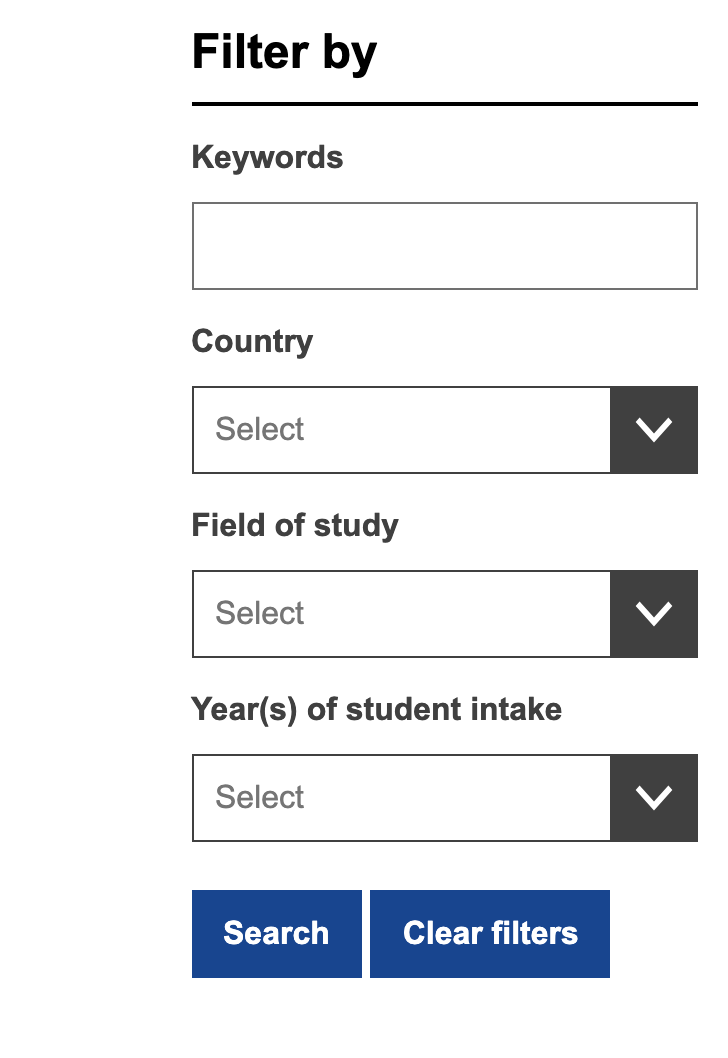 Filter by
Keywords
Country
Select
Field of study
Select
Year(s) of student intake
Select
Search
Clear filters